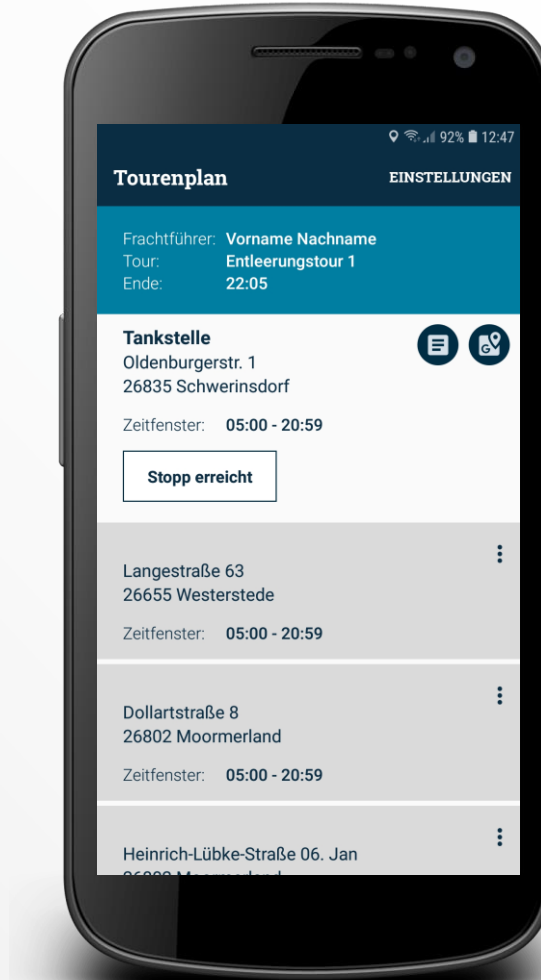 92% 12:47
Tourenplan EINSTELLUNGEN
Frachtführer: Vorname Nachname
Tour: Entleerungstour 1
Ende: 22:05
Tankstelle
Oldenburgerstr. 1
26835 Schwerinsdorf
Zeitfenster: 05:00 - 20:59
Stopp erreicht
Langestraße 63
26655 Westerstede
Zeitfenster: 05:00 - 20:59
Dollartstraße 8
26802 Moormerland
Zeitfenster: 05:00 - 20:59
Heinrich-Lübke-Straße 06. Jan